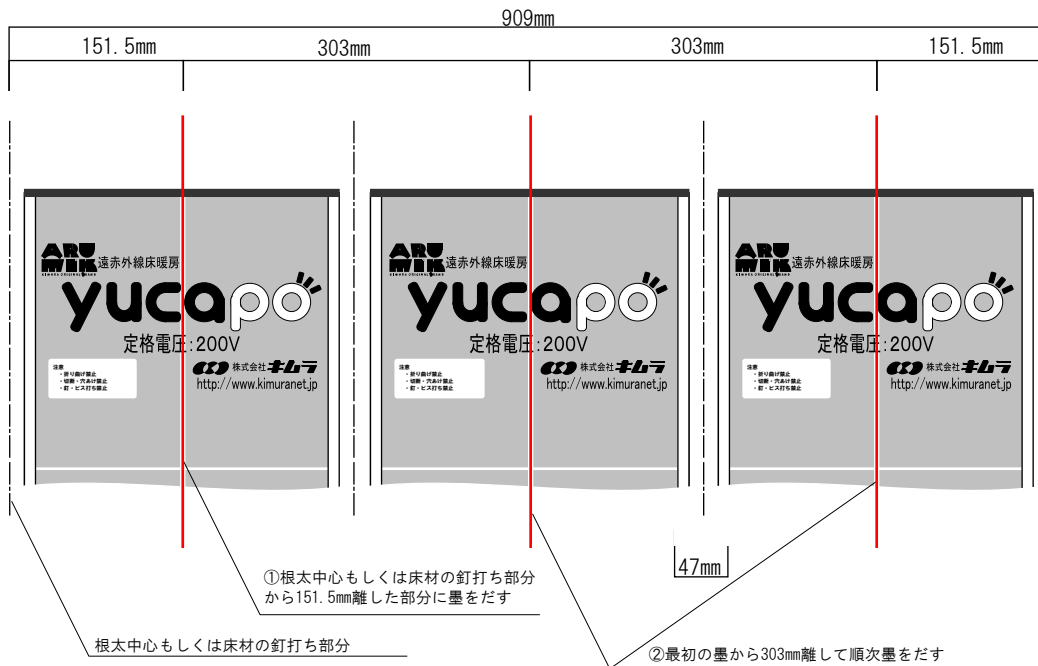 909mm
151.5mm
303mm
303mm
151.5mm
ARU
MIK
KIMURA ORIGINAL BRAND
遠赤外線床暖房
yucapo
定格電圧:200V
注意
・折り曲げ禁止
・切断・穴あけ禁止
・釘・ビス打ち禁止
株式会社キムラ
http://www.kimuranet.jp
ARU
MIK
KIMURA ORIGINAL BRAND
遠赤外線床暖房
yucapo
定格電圧:200V
注意
・折り曲げ禁止
・切断・穴あけ禁止
・釘・ビス打ち禁止
株式会社キムラ
http://www.kimuranet.jp
ARU
MIK
KIMURA ORIGINAL BRAND
遠赤外線床暖房
yucapo
定格電圧:200V
注意
・折り曲げ禁止
・切断・穴あけ禁止
・釘・ビス打ち禁止
株式会社キムラ
http://www.kimuranet.jp
47mm
①根太中心もしくは床材の釘打ち部分
から151.5mm離した部分に墨をだす
根太中心もしくは床材の釘打ち部分
②最初の墨から303mm離して順次墨をだす